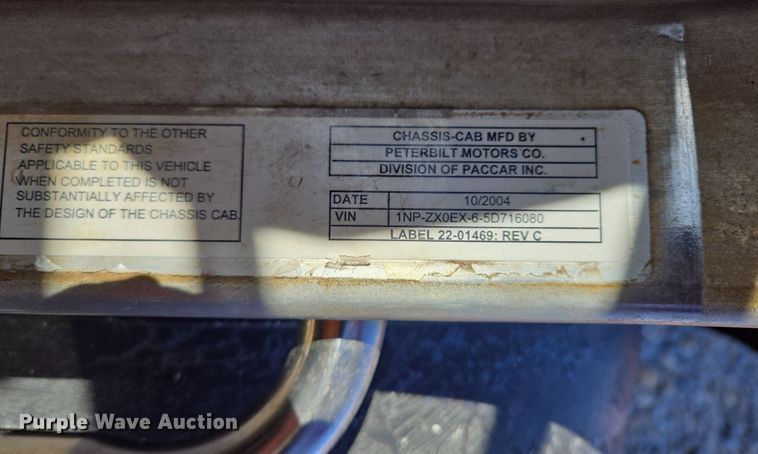 CONFORMITY TO THE OTHER
SAFETY STANDARDS
APPLICABLE TO THIS VEHICLE
WHEN COMPLETED IS NOT
SUBSTANTIALLY AFFECTED BY
THE DESIGN OF THE CHASSIS CAB.
CHASSIS-CAB MFD BY
PETERBILT MOTORS CO.
DIVISION OF PACCAR INC.
DATE 10/2004
VIN 1NP-ZX0EX-6-5D716080
LABEL 22-01469: REV C
Purple Wave Auction